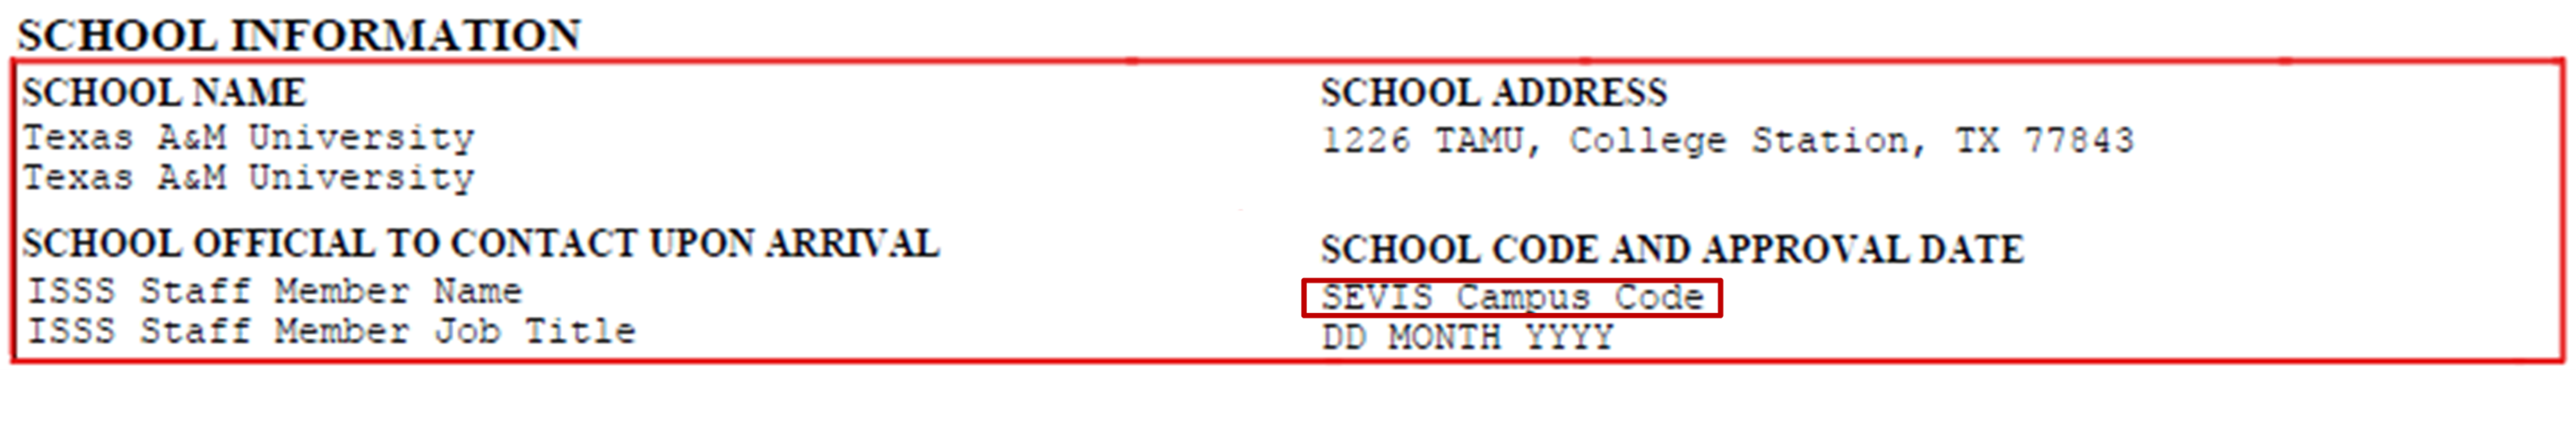 SCHOOL INFORMATION
SCHOOL NAME
Texas A&M University
Texas A&M University
SCHOOL ADDRESS
1226 TAMU, College Station, TX 77843
SCHOOL OFFICIAL TO CONTACT UPON ARRIVAL
ISSS Staff Member Name
ISSS Staff Member Job Title
SCHOOL CODE AND APPROVAL DATE
SEVIS Campus Code
DD MONTH YYYY